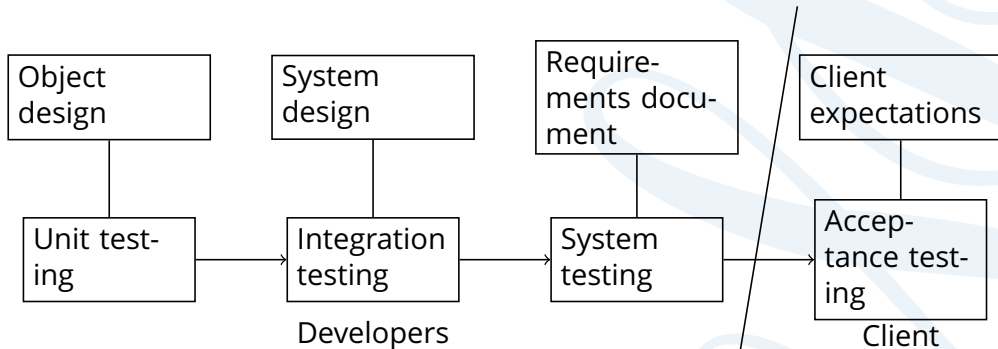 Object
design
System
design
Require-
ments docu-
ment
Client
expectations
Unit test-
ing
Integration
testing
System
testing
Accep-
tance test-
ing
Developers
Client